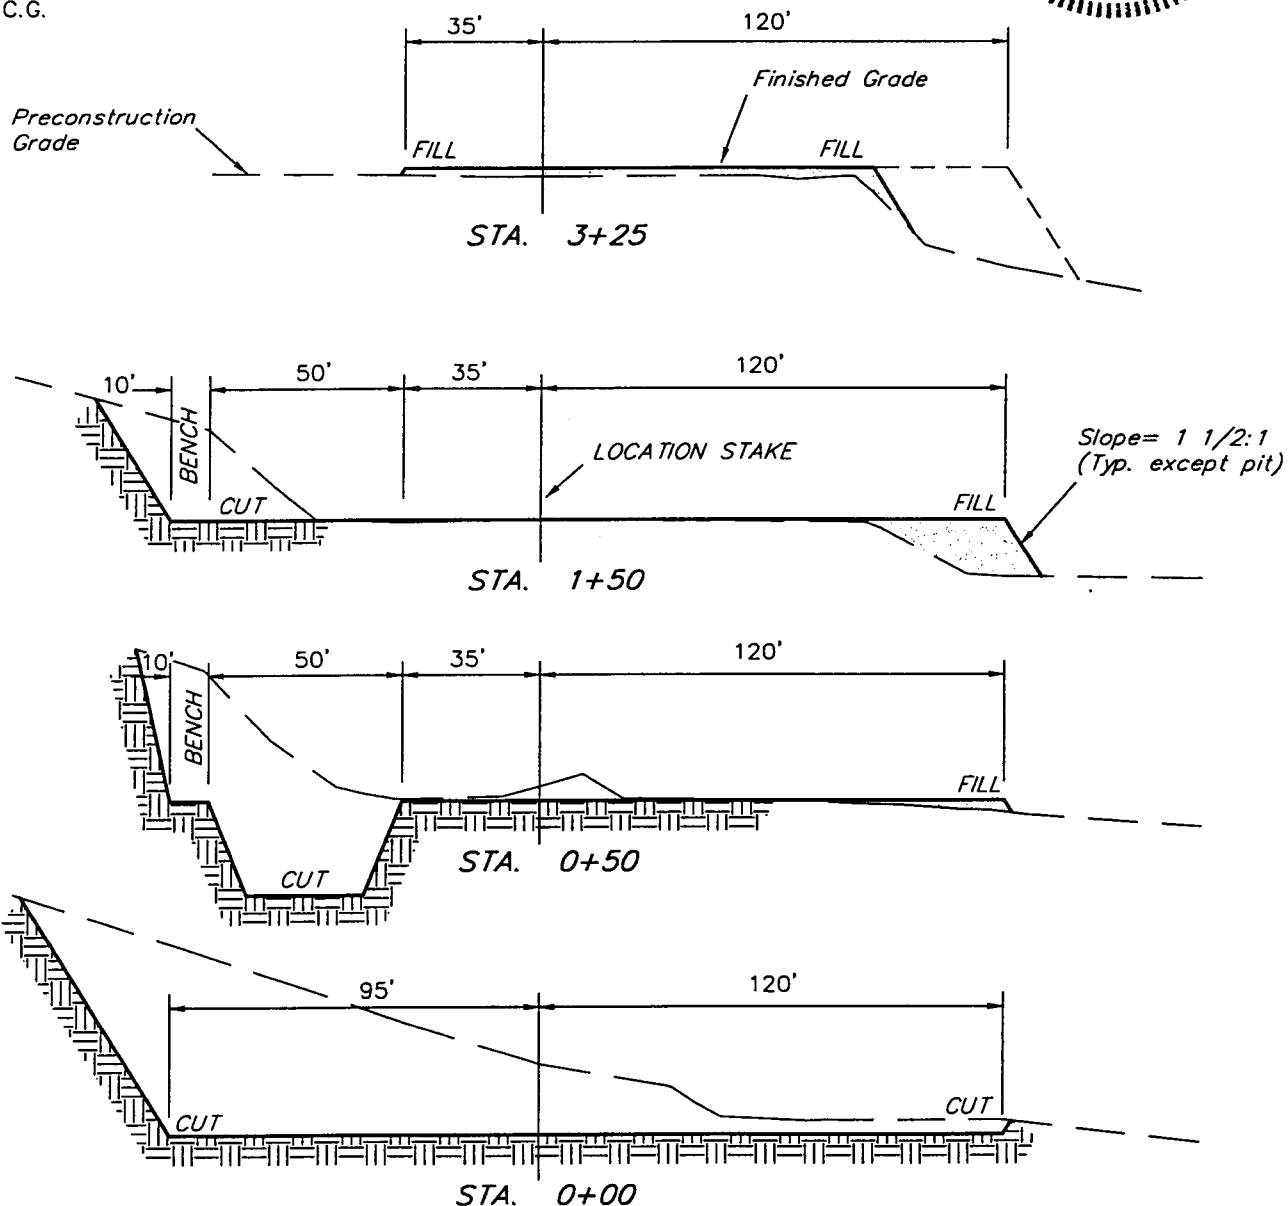 C.G.
35' 120'
Finished Grade
Preconstruction
Grade
FILL FILL
STA. 3+25
10' 50' 35' 120'
BENCH
Slope= 1 1/2:1
(Typ. except pit)
LOCATION STAKE
CUT FILL
STA. 1+50
10' 50' 35' 120'
BENCH
FILL
STA. 0+50
CUT
95' 120'
CUT CUT
STA. 0+00